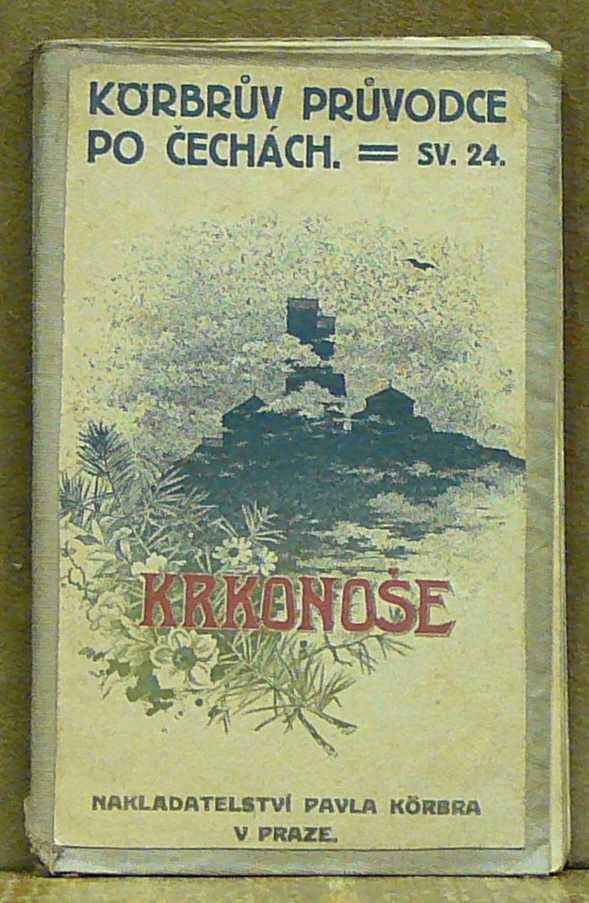 KÖRBRŮV PRŮVODCE
PO ČECHÁCH. = SV. 24.
KRKONOŠE
NAKLADATELSTVÍ PAVLA KÖRBRA
V PRAZE.